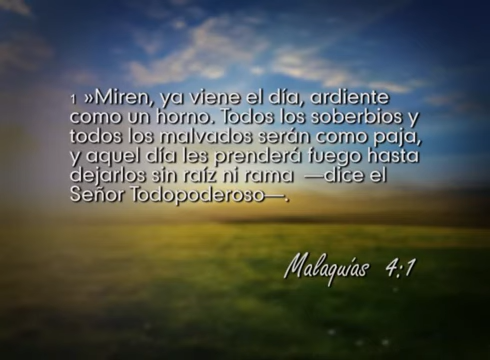 1 »Miren, ya viene el día, ardiente
como un horno. Todos los soberbios y
todos los malvados serán como paja,
y aquel día les prenderá fuego hasta
dejarlos sin raíz ni rama —dice el
Señor Todopoderoso—.
Malaquías 4:1